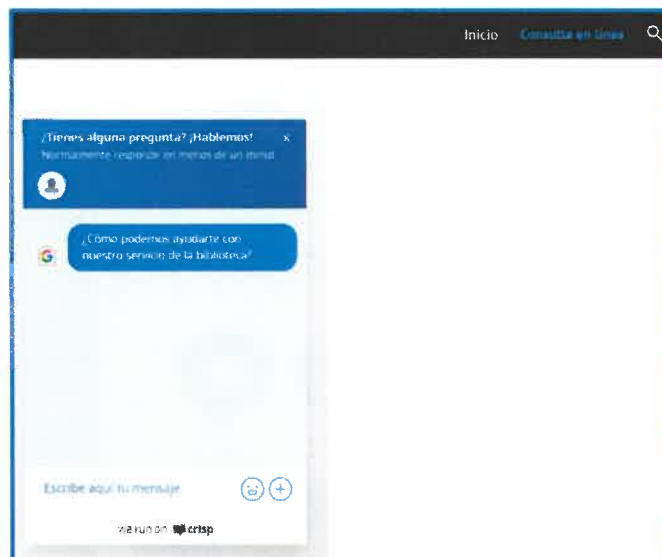 Inicio Consulta en línea
¿Tienes alguna pregunta? ¡Hablemos! ×
Normalmente responde en menos de un minut
¿Cómo podemos ayudarte con
nuestro servicio de la biblioteca?
Escribe aquí tu mensaje
we run on crisp